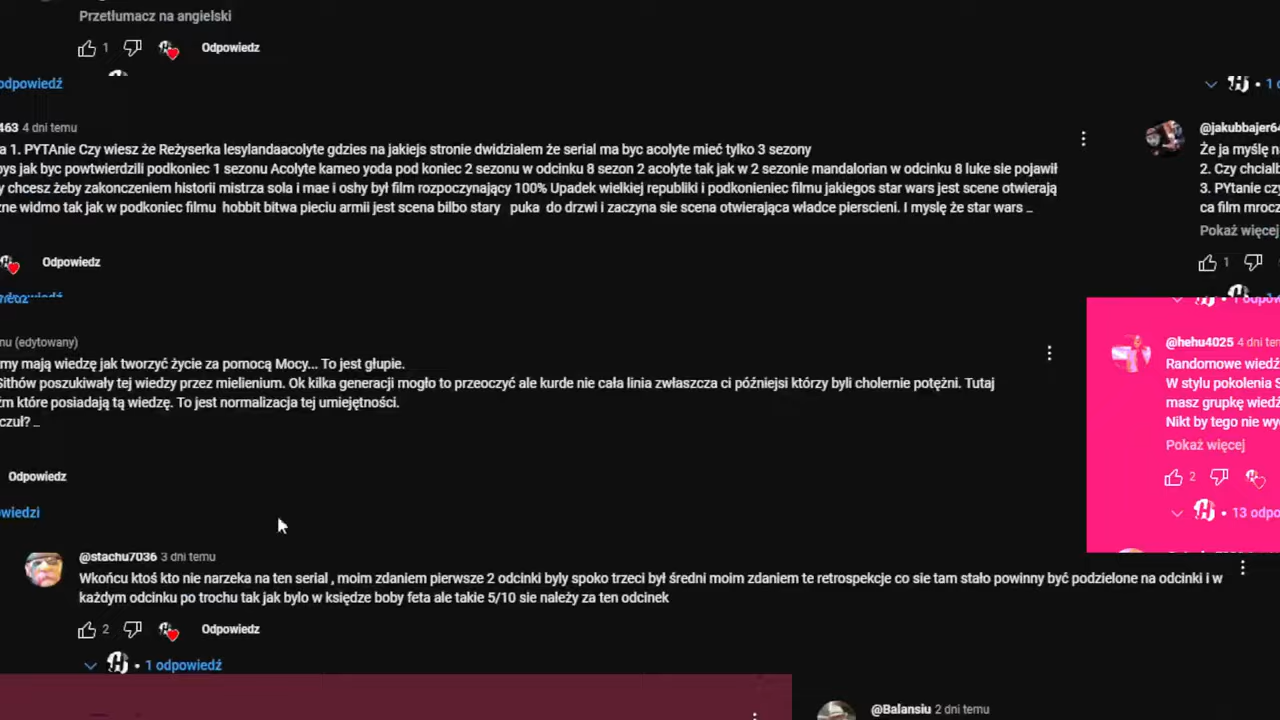 Przetłumacz na angielski
1
Odpowiedz
odpowiedź
463 4 dni temu
a 1. PYTAnie Czy wiesz że Reżyserka lesylandaacolyte gdzies na jakiejs stronie dwidzialem że serial ma byc acolyte mieć tylko 3 sezony
bys jak byc powtwierdzili podkoniec 1 sezonu Acolyte kameo yoda pod koniec 2 sezonu w odcinku 8 sezon 2 acolyte tak jak w 2 sezonie mandalorian w odcinku 8 luke sie pojawił
y chcesz żeby zakonczeniem historii mistrza sola i mae i oshy był film rozpoczynający 100% Upadek wielkiej republiki i podkonieniec filmu jakiegos star wars jest scene otwierają
zne widmo tak jak w podkoniec filmu hobbit bitwa pieciu armii jest scena bilbo stary puka do drzwi i zaczyna sie scena otwierająca władce pierscieni. I myslę że star wars ...
Odpowiedz
@jakubbajer64
Że ja myślę n
2. Czy chcialb
3. PYtanie cz
ca film mroc
Pokaż więcej
1
nu (edytowany)
my mają wiedzę jak tworzyć życie za pomocą Mocy... To jest głupie.
Sithów poszukiwały tej wiedzy przez mielienium. Ok kilka generacji mogło to przeoczyć ale kurde nie cała linia zwłaszcza ci późniejsi którzy byli cholernie potężni. Tutaj
źm które posiadają tą wiedzę. To jest normalizacja tej umiejętności.
czuł? ...
Odpowiedz
wiedzi
@hehu4025 4 dni ten
Randomowe wiedź
W stylu pokolenia S
masz grupkę wiedź
Nikt by tego nie wy
Pokaż więcej
2
13 odpo
@stachu7036 3 dni temu
Wkońcu ktoś kto nie narzeka na ten serial , moim zdaniem pierwsze 2 odcinki byly spoko trzeci był średni moim zdaniem te retrospekcje co sie tam stało powinny być podzielone na odcinki i w
każdym odcinku po trochu tak jak bylo w księdze boby feta ale takie 5/10 sie należy za ten odcinek
2
Odpowiedz
1 odpowiedź
@Balansiu 2 dni temu